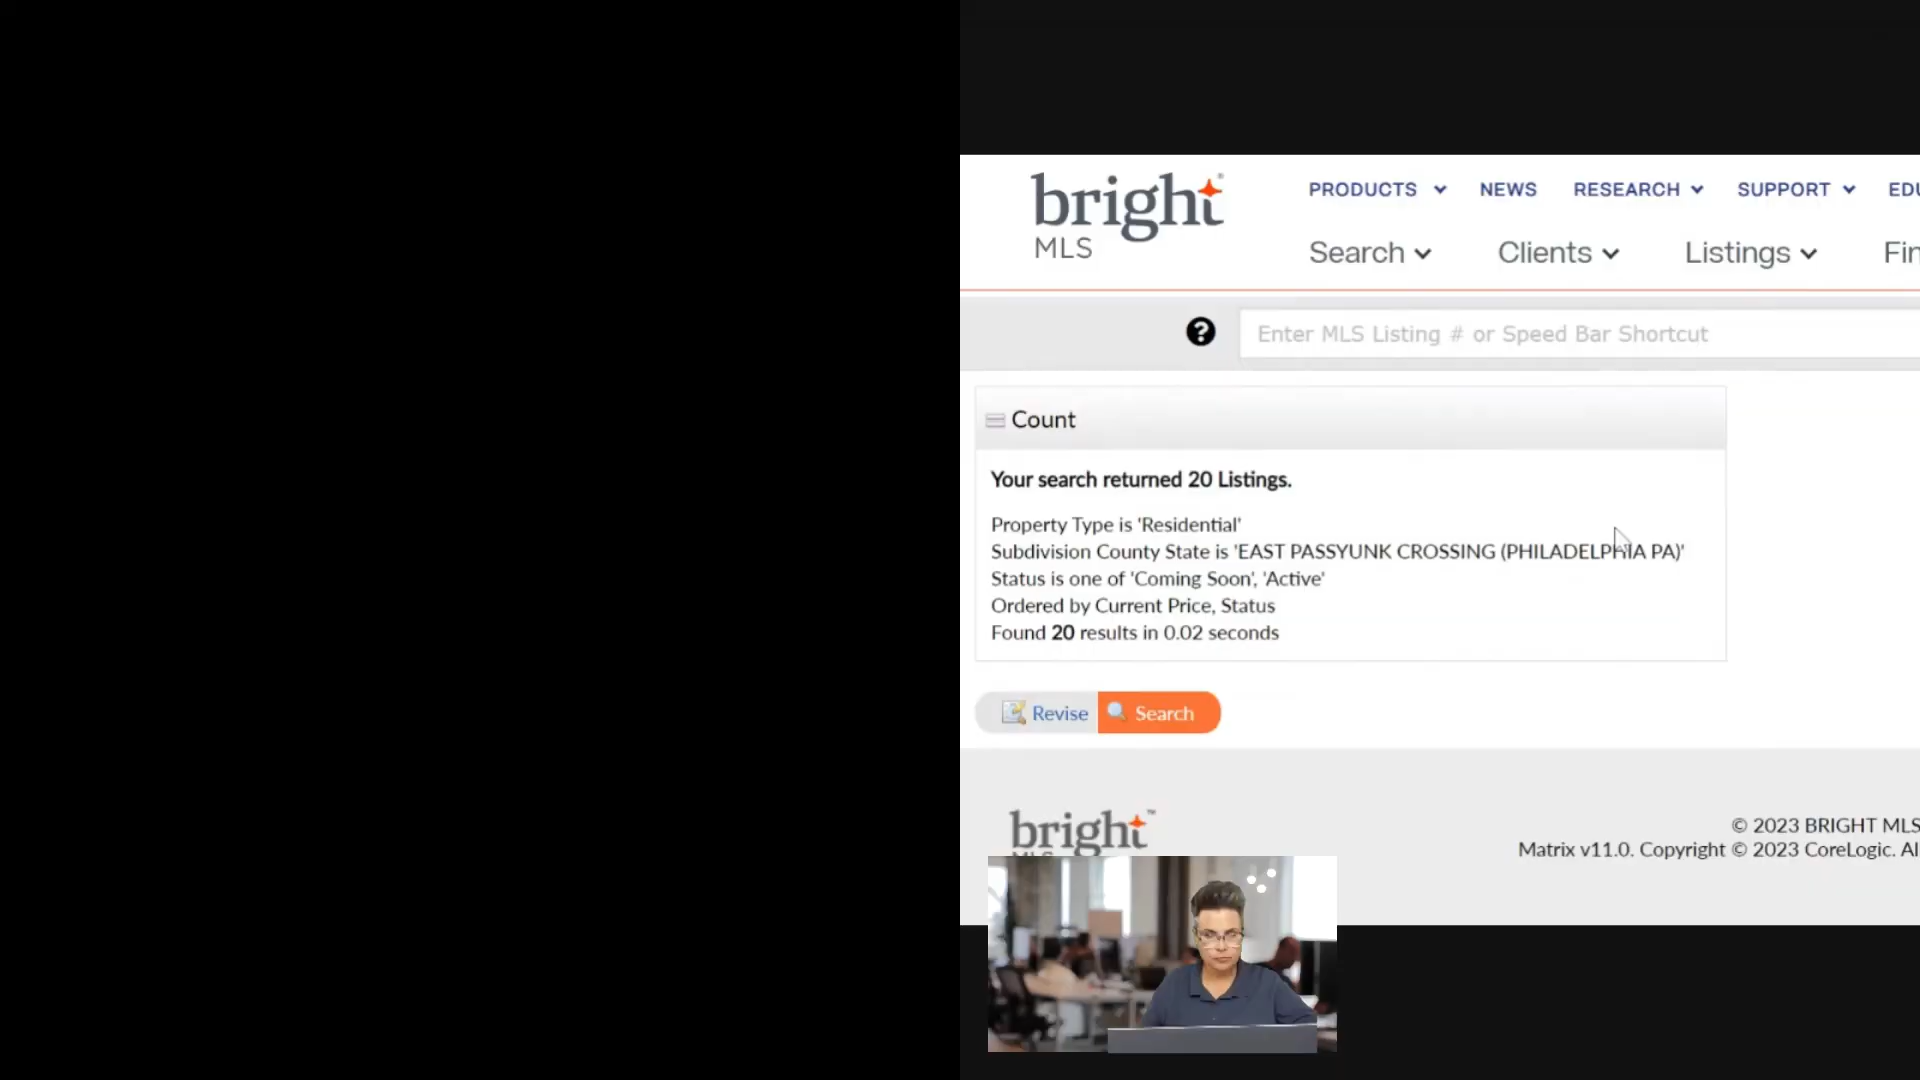 bright
MLS
PRODUCTS NEWS RESEARCH SUPPORT EDU
Search Clients Listings Fin
Enter MLS Listing # or Speed Bar Shortcut
Count
Your search returned 20 Listings.
Property Type is 'Residential'
Subdivision County State is 'EAST PASSYUNK CROSSING (PHILADELPHIA PA)'
Status is one of 'Coming Soon', 'Active'
Ordered by Current Price, Status
Found 20 results in 0.02 seconds
Revise Search
bright™
© 2023 BRIGHT MLS
Matrix v11.0. Copyright © 2023 CoreLogic. Al